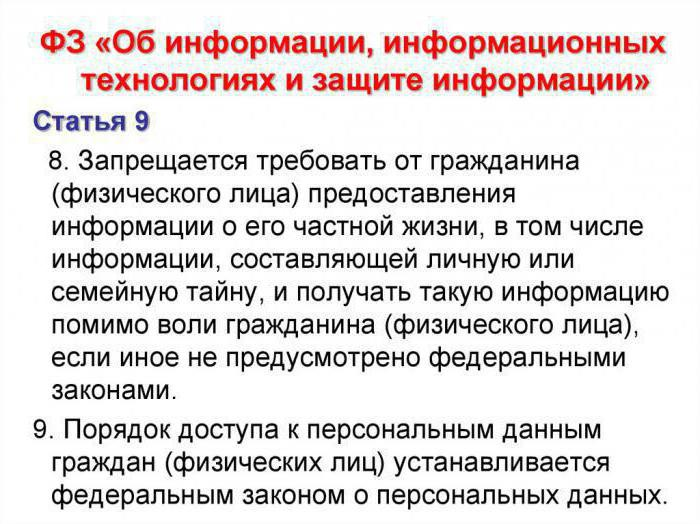 ФЗ «Об информации, информационных
технологиях и защите информации»
Статья 9
8. Запрещается требовать от гражданина
(физического лица) предоставления
информации о его частной жизни, в том числе
информации, составляющей личную или
семейную тайну, и получать такую информацию
помимо воли гражданина (физического лица),
если иное не предусмотрено федеральными
законами.
9. Порядок доступа к персональным данным
граждан (физических лиц) устанавливается
федеральным законом о персональных данных.